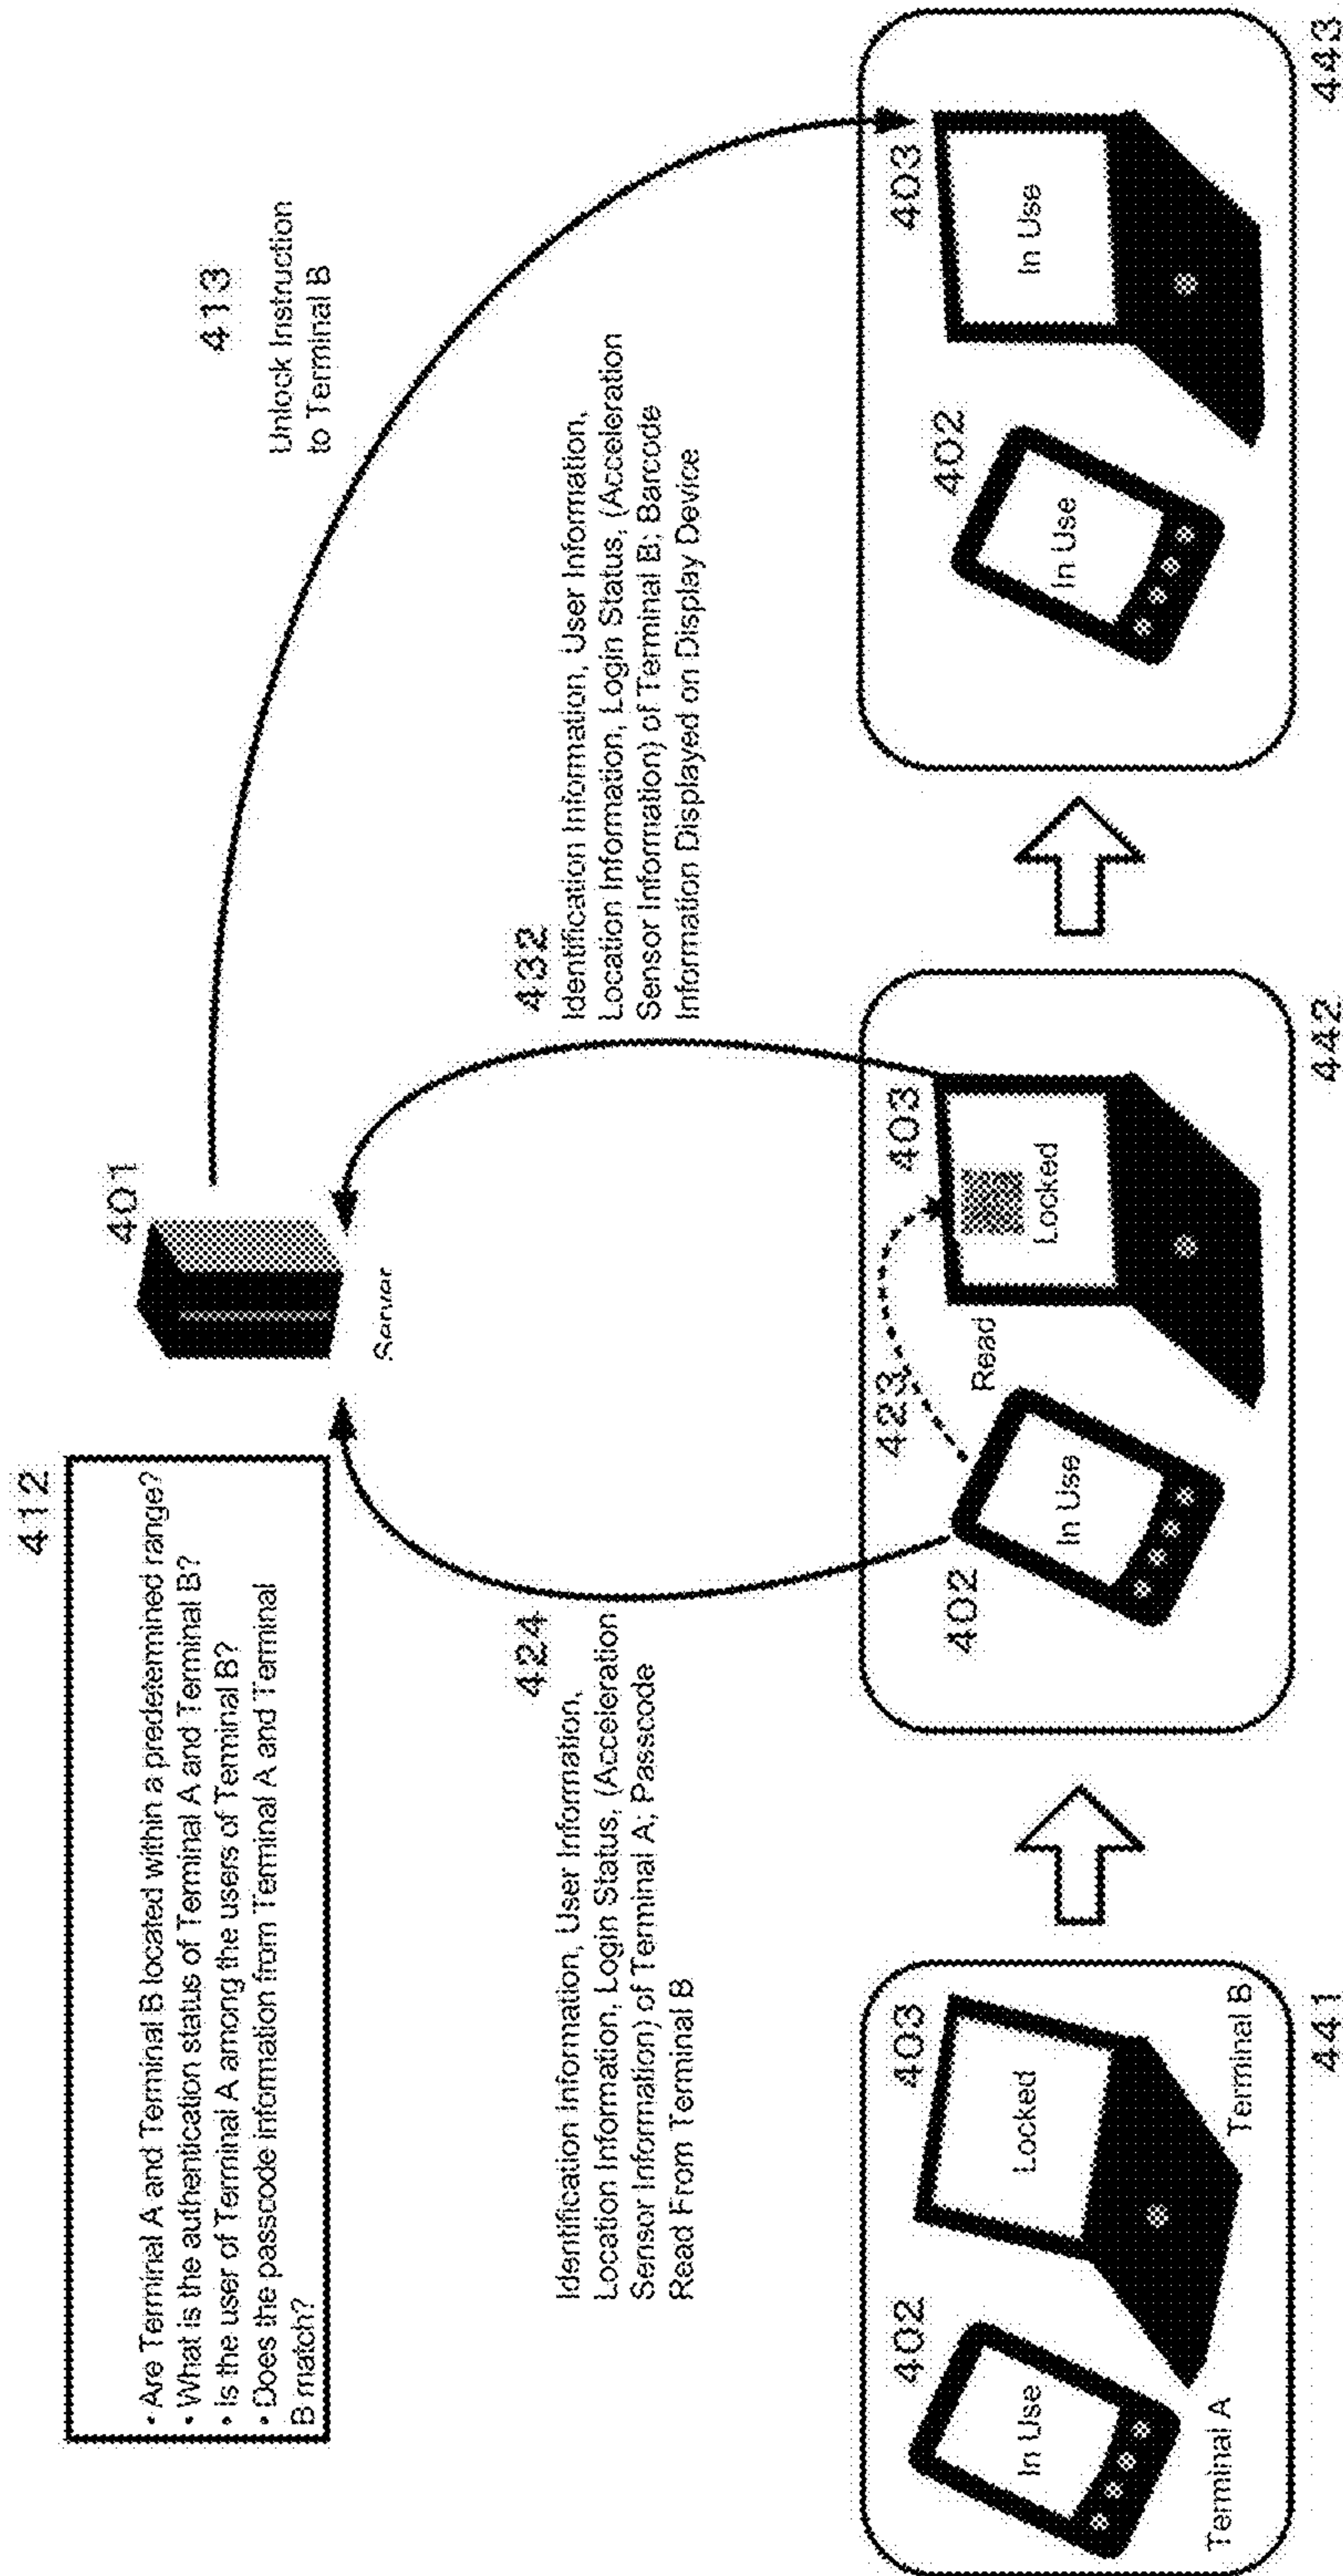 412
• Are Terminal A and Terminal B located within a predetermined range?
• What is the authentication status of Terminal A and Terminal B?
• Is the user of Terminal A among the users of Terminal B?
• Does the passcode information from Terminal A and Terminal
B match?
401
Server
413
Unlock Instruction
to Terminal B
424
Identification Information, User Information,
Location Information, Login Status, (Acceleration
Sensor Information) of Terminal A; Passcode
Read From Terminal B
432
Identification Information, User Information,
Location Information, Login Status, (Acceleration
Sensor Information) of Terminal B; Barcode
Information Displayed on Display Device
402
In Use
Terminal A
403
Locked
Terminal B
441
402
In Use
423
Read
403
Locked
442
402
In Use
403
In Use
443